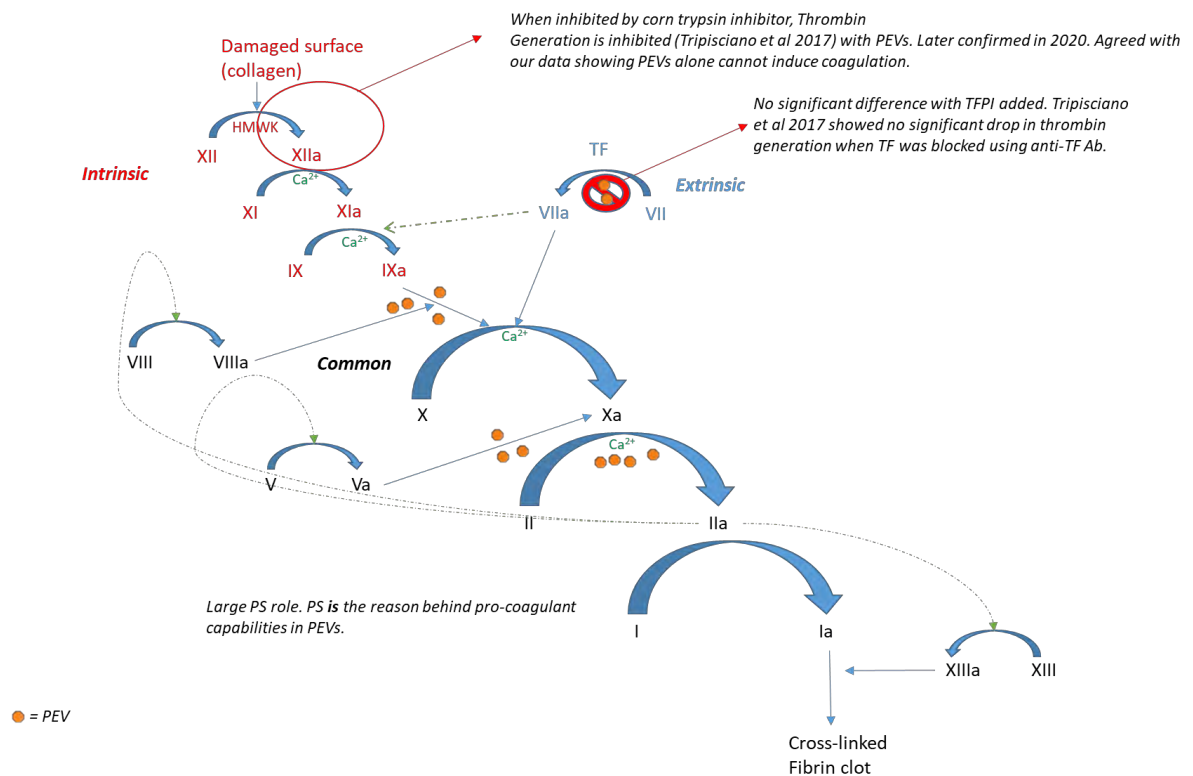 When inhibited by corn trypsin inhibitor, Thrombin
Generation is inhibited (Tripisciano et al 2017) with PEVs. Later confirmed in 2020. Agreed with
our data showing PEVs alone cannot induce coagulation.
Damaged surface
(collagen)
No significant difference with TFPI added. Tripisciano
et al 2017 showed no significant drop in thrombin
generation when TF was blocked using anti-TF Ab.
HMWK
XII
XIIa
TF
Intrinsic
Ca2+
Extrinsic
XI
XIa
VIIa
VII
Ca2+
IX
IXa
VIII
VIIIa
Common
Ca2+
X
Xa
Ca2+
V
Va
II
IIa
Large PS role. PS is the reason behind pro-coagulant
capabilities in PEVs.
I
Ia
XIIIa
XIII
= PEV
Cross-linked
Fibrin clot